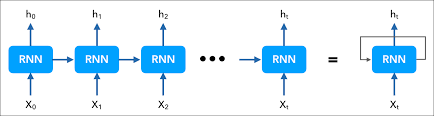 h₀ h₁ h₂ hₜ hₜ
RNN RNN RNN ••• RNN = RNN
X₀ X₁ X₂ Xₜ Xₜ